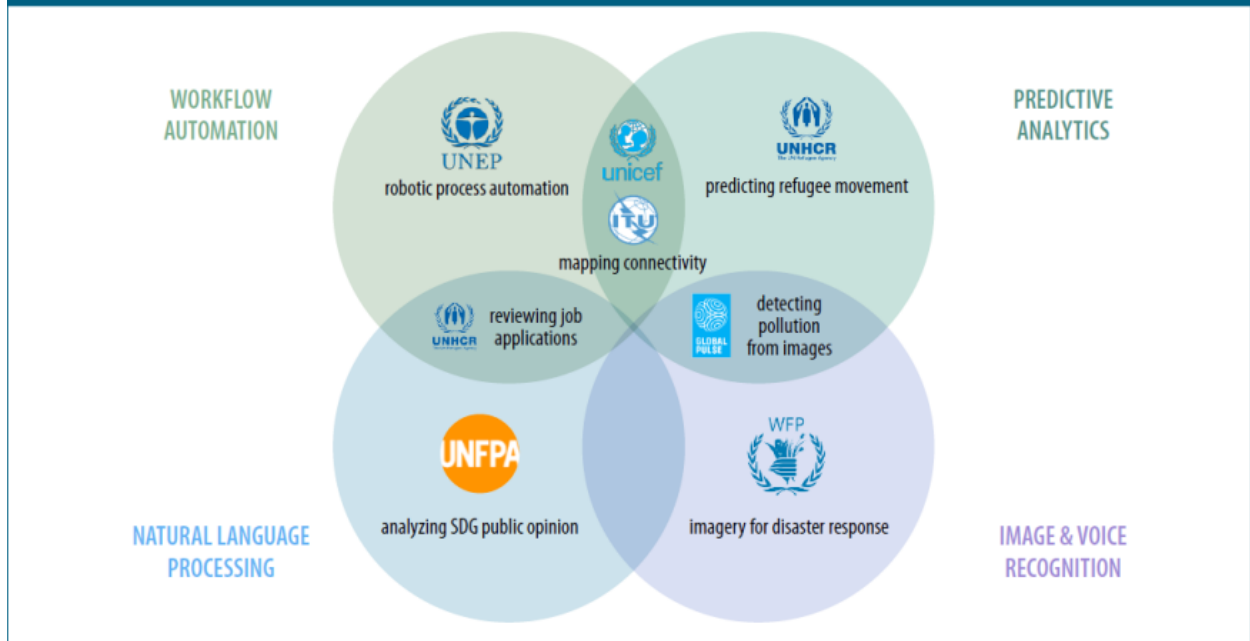 WORKFLOW
AUTOMATION
PREDICTIVE
ANALYTICS
UNEP
robotic process automation
unicef
ITU
mapping connectivity
UNHCR
The UN Refugee Agency
predicting refugee movement
UNHCR
reviewing job
applications
GLOBAL
PULSE
detecting
pollution
from images
UNFPA
analyzing SDG public opinion
WFP
imagery for disaster response
NATURAL LANGUAGE
PROCESSING
IMAGE & VOICE
RECOGNITION